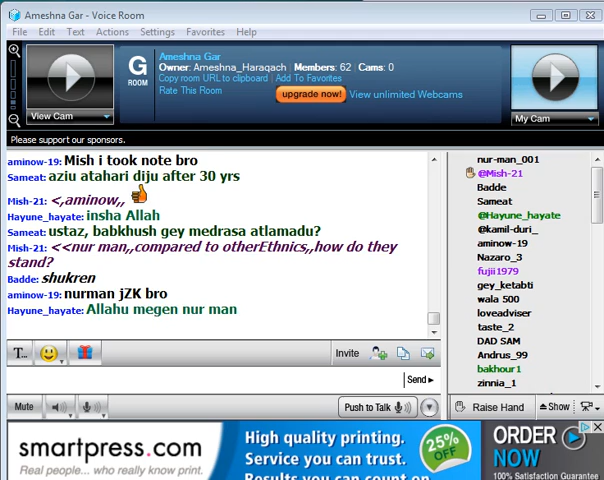 Ameshna Gar - Voice Room
File Edit Text Actions Settings Favorites Help
View Cam
G
ROOM
Ameshna Gar
Owner: Ameshna_Haraqach | Members: 62 | Cams: 0
Copy room URL to clipboard | Add To Favorites
Rate This Room
upgrade now!
View unlimited Webcams
My Cam
Please support our sponsors.
aminow-19: Mish i took note bro
Sameat: aziu atahari diju after 30 yrs
Mish-21: <,aminow,,
Hayune_hayate: insha Allah
Sameat: ustaz, babkhush gey medrasa atlamadu?
Mish-21: <<nur man,,compared to otherEthnics,,how do they
stand?
Badde: shukren
aminow-19: nurman jZK bro
Hayune_hayate: Allahu megen nur man
nur-man_001
@Mish-21
Badde
Sameat
@Hayune_hayate
@kamil-duri_
aminow-19
Nazaro_3
fujii1979
gey_ketabti
wala 500
loveadviser
taste_2
DAD SAM
Andrus_99
bakhour1
zinnia_1
T...
Invite
Send
Mute
Push to Talk
Raise Hand
Show
smartpress.com
Real people... who really know print.
High quality printing.
Service you can trust.
Results you can count on
25%
OFF
ORDER
NOW
100% Satisfaction Guarantee